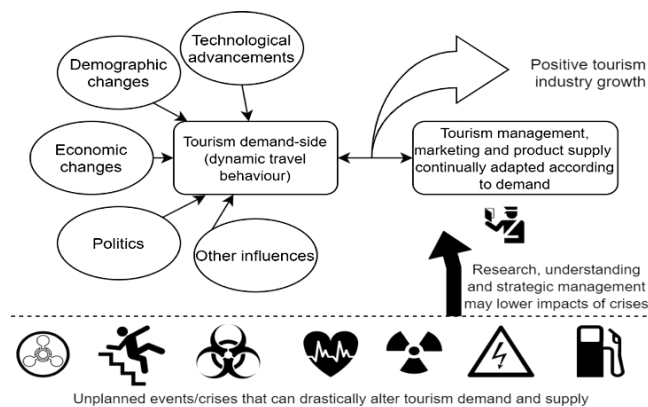 Technological
advancements
Demographic
changes
Positive tourism
industry growth
Economic
changes
Tourism demand-side
(dynamic travel
behaviour)
Tourism management,
marketing and product supply
continually adapted according
to demand
Politics
Other influences
Research, understanding
and strategic management
may lower impacts of crises
Unplanned events/crises that can drastically alter tourism demand and supply